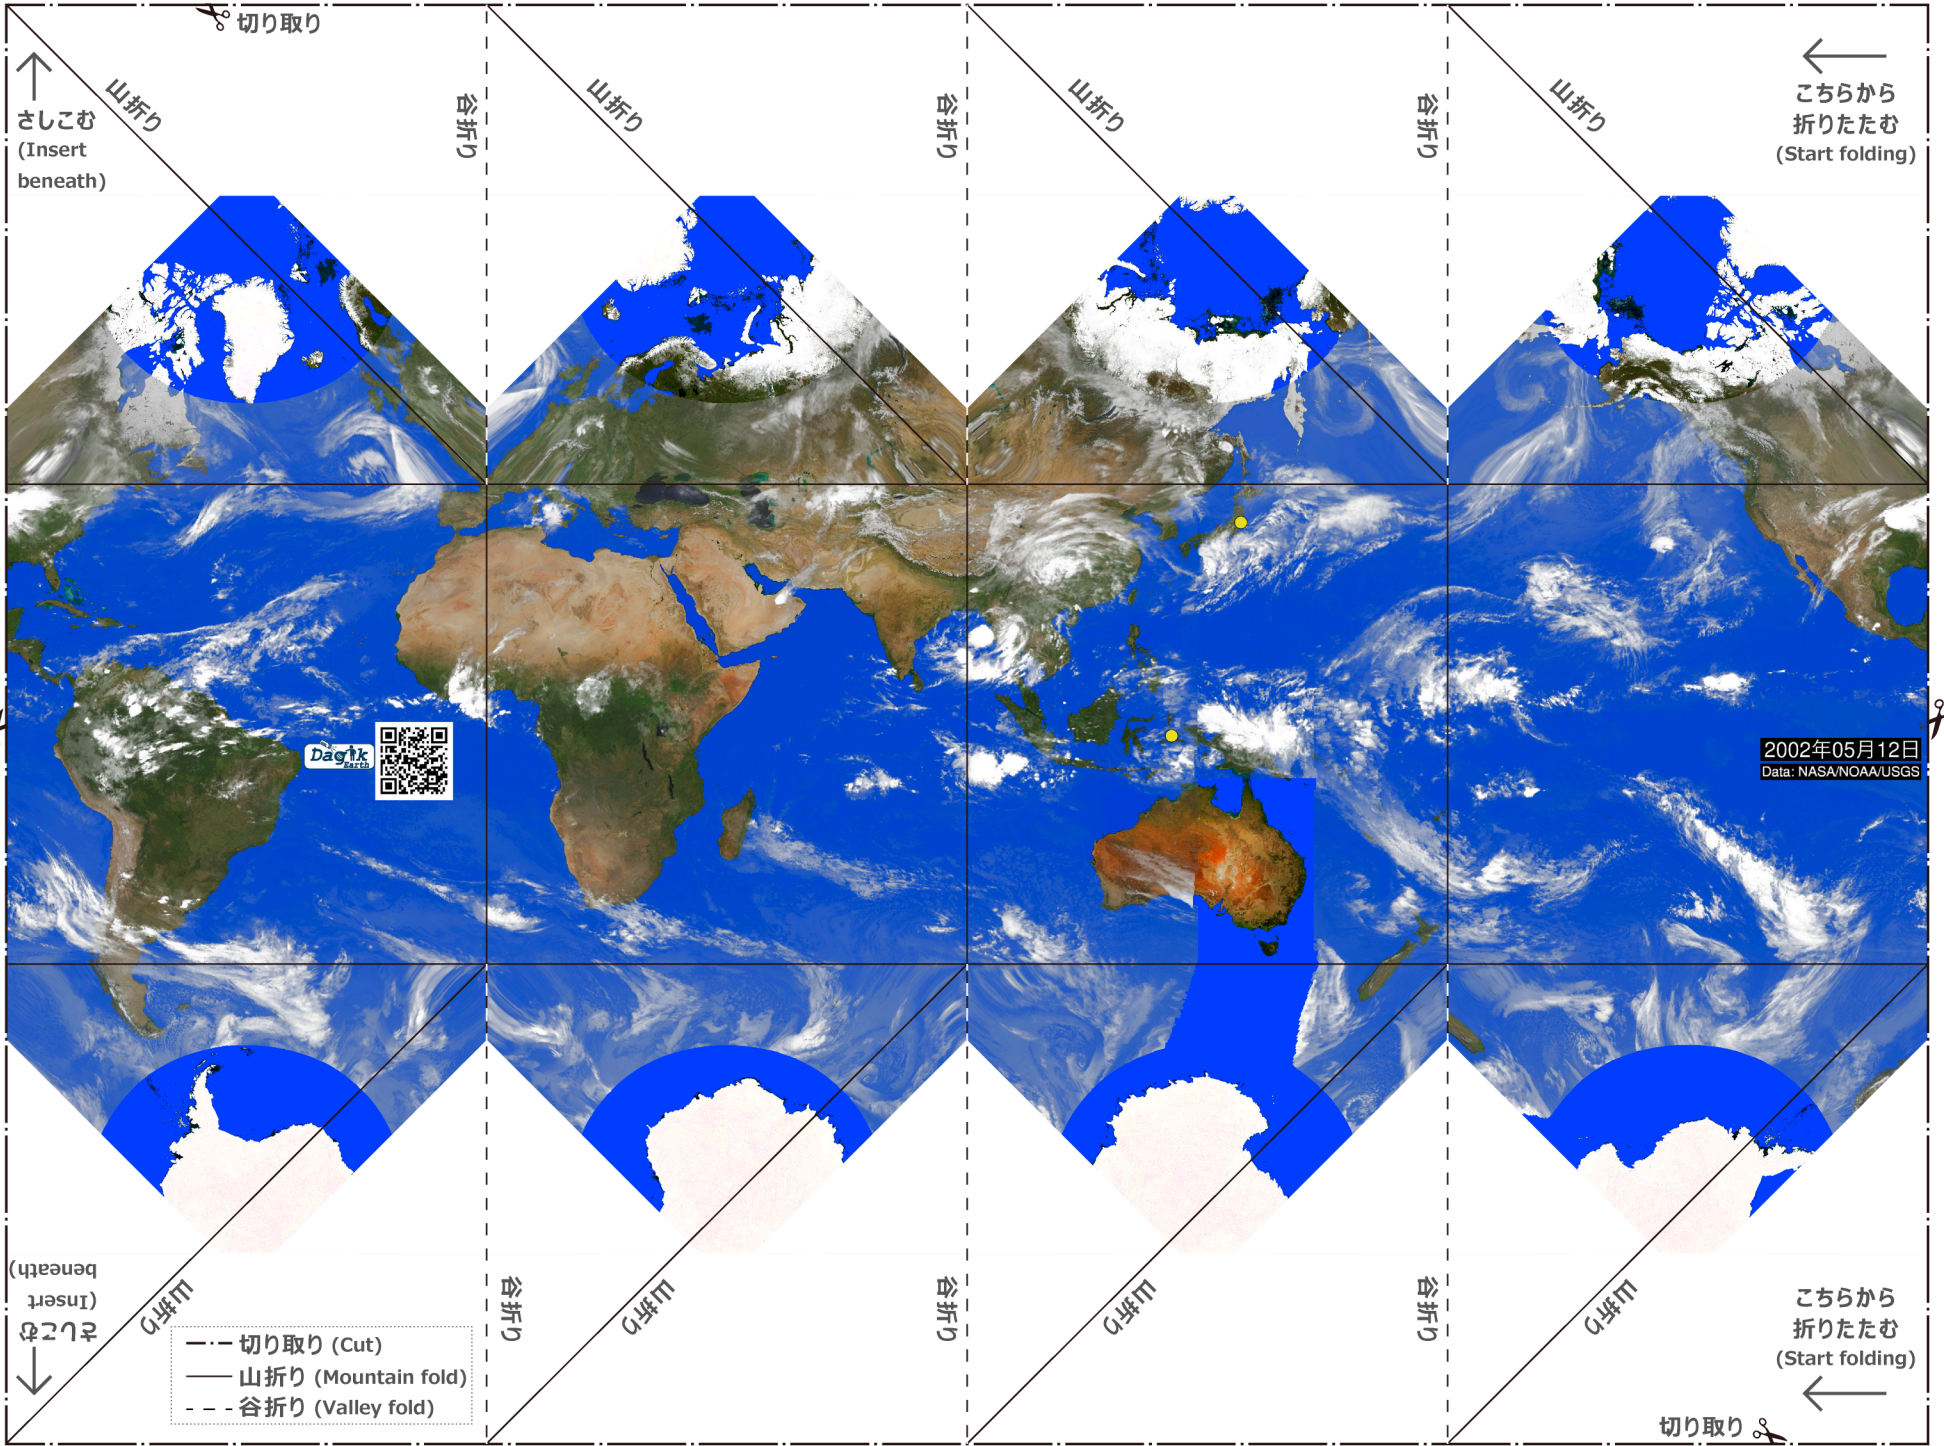 切り取り
さしこむ
(Insert
beneath)
山折り
谷折り
山折り
谷折り
山折り
谷折り
山折り
こちらから
折りたたむ
(Start folding)
Dagik
Earth
2002年05月12日
Data: NASA/NOAA/USGS
さしこむ
(Insert
beneath)
山折り
谷折り
山折り
谷折り
山折り
谷折り
山折り
こちらから
折りたたむ
(Start folding)
切り取り (Cut)
山折り (Mountain fold)
谷折り (Valley fold)
切り取り